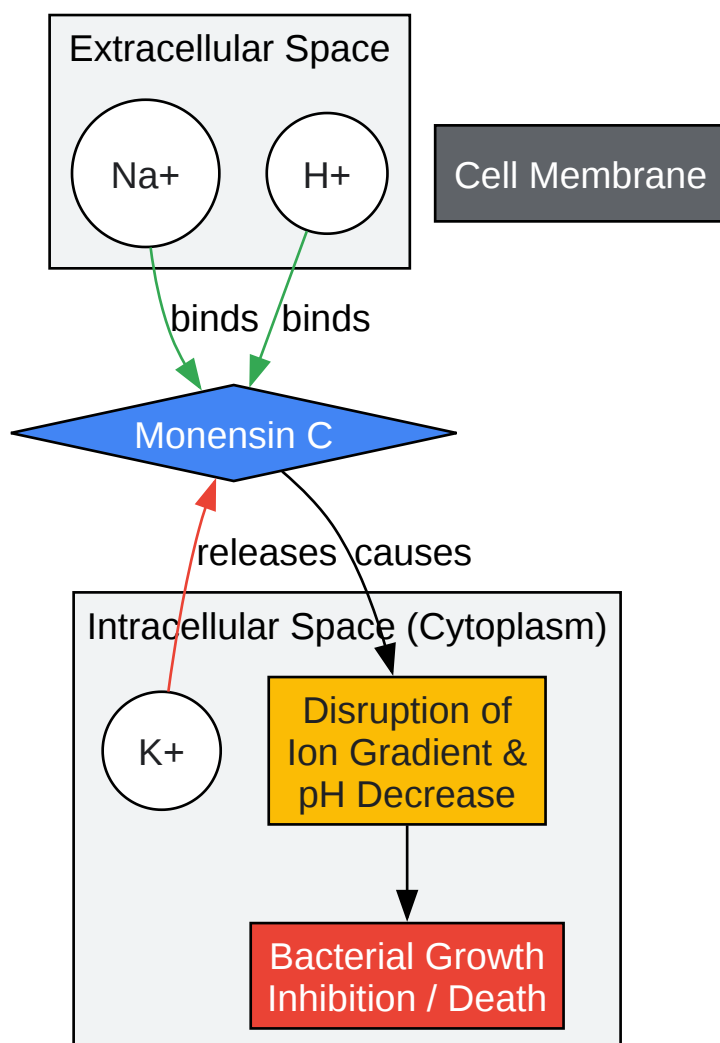 Extracellular Space
Na+
H+
Cell Membrane
binds
binds
Monensin C
releases
causes
Intracellular Space (Cytoplasm)
K+
Disruption of
Ion Gradient &
pH Decrease
Bacterial Growth
Inhibition / Death